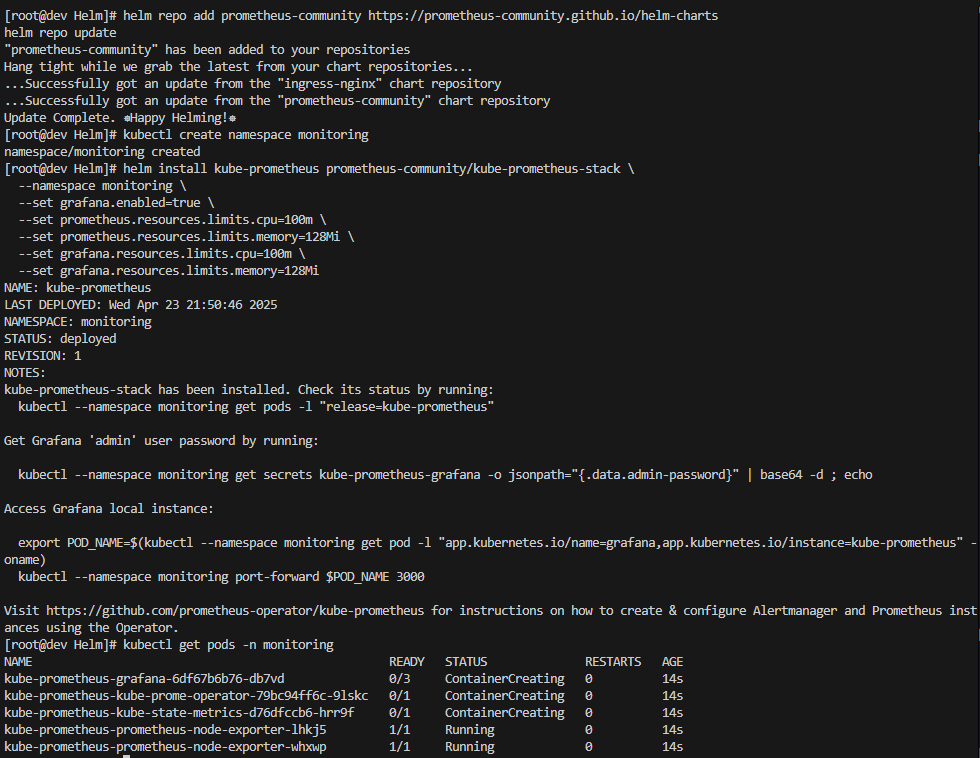 [root@dev Helm]# helm repo add prometheus-community https://prometheus-community.github.io/helm-charts
helm repo update
"prometheus-community" has been added to your repositories
Hang tight while we grab the latest from your chart repositories...
...Successfully got an update from the "ingress-nginx" chart repository
...Successfully got an update from the "prometheus-community" chart repository
Update Complete. ⎈Happy Helming!⎈
[root@dev Helm]# kubectl create namespace monitoring
namespace/monitoring created
[root@dev Helm]# helm install kube-prometheus prometheus-community/kube-prometheus-stack \
  --namespace monitoring \
  --set grafana.enabled=true \
  --set prometheus.resources.limits.cpu=100m \
  --set prometheus.resources.limits.memory=128Mi \
  --set grafana.resources.limits.cpu=100m \
  --set grafana.resources.limits.memory=128Mi
NAME: kube-prometheus
LAST DEPLOYED: Wed Apr 23 21:50:46 2025
NAMESPACE: monitoring
STATUS: deployed
REVISION: 1
NOTES:
kube-prometheus-stack has been installed. Check its status by running:
  kubectl --namespace monitoring get pods -l "release=kube-prometheus"
Get Grafana 'admin' user password by running:
  kubectl --namespace monitoring get secrets kube-prometheus-grafana -o jsonpath="{.data.admin-password}" | base64 -d ; echo
Access Grafana local instance:
  export POD_NAME=$(kubectl --namespace monitoring get pod -l "app.kubernetes.io/name=grafana,app.kubernetes.io/instance=kube-prometheus" -
oname)
  kubectl --namespace monitoring port-forward $POD_NAME 3000
Visit https://github.com/prometheus-operator/kube-prometheus for instructions on how to create & configure Alertmanager and Prometheus inst
ances using the Operator.
[root@dev Helm]# kubectl get pods -n monitoring
NAME READY STATUS RESTARTS AGE
kube-prometheus-grafana-6df67b6b76-db7vd 0/3 ContainerCreating 0 14s
kube-prometheus-kube-prome-operator-79bc94ff6c-9lskc 0/1 ContainerCreating 0 14s
kube-prometheus-kube-state-metrics-d76dfccb6-hrr9f 0/1 ContainerCreating 0 14s
kube-prometheus-prometheus-node-exporter-lhkj5 1/1 Running 0 14s
kube-prometheus-prometheus-node-exporter-whxwp 1/1 Running 0 14s